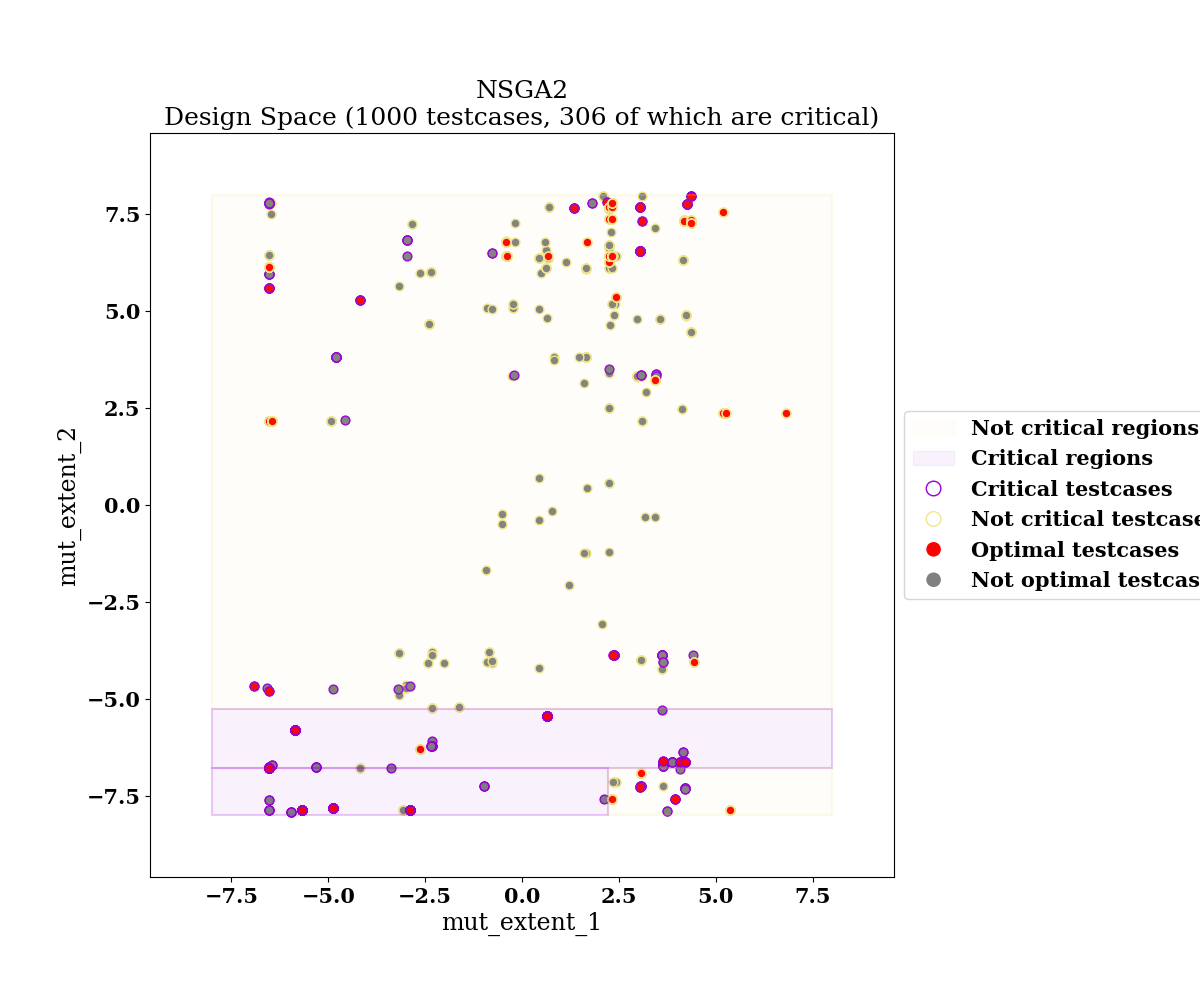 NSGA2
Design Space (1000 testcases, 306 of which are critical)
7.5
5.0
2.5
0.0
−2.5
−5.0
−7.5
mut_extent_2
−7.5
−5.0
−2.5
0.0
2.5
5.0
7.5
mut_extent_1
Not critical regions
Critical regions
Critical testcases
Not critical testcase
Optimal testcases
Not optimal testcas